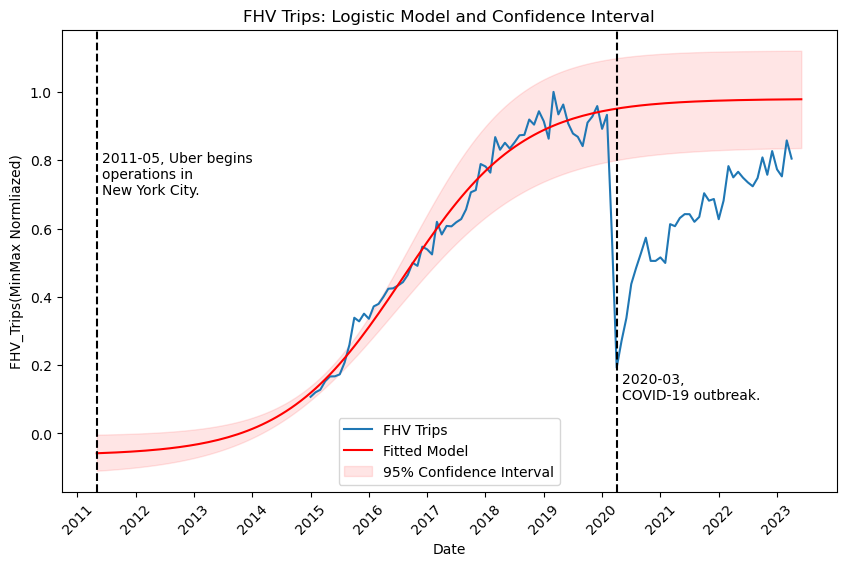 FHV Trips: Logistic Model and Confidence Interval
FHV_Trips(MinMax Normliazed)
1.0
0.8
0.6
0.4
0.2
0.0
2011-05, Uber begins
operations in
New York City.
2020-03,
COVID-19 outbreak.
FHV Trips
Fitted Model
95% Confidence Interval
2011
2012
2013
2014
2015
2016
2017
2018
2019
2020
2021
2022
2023
Date